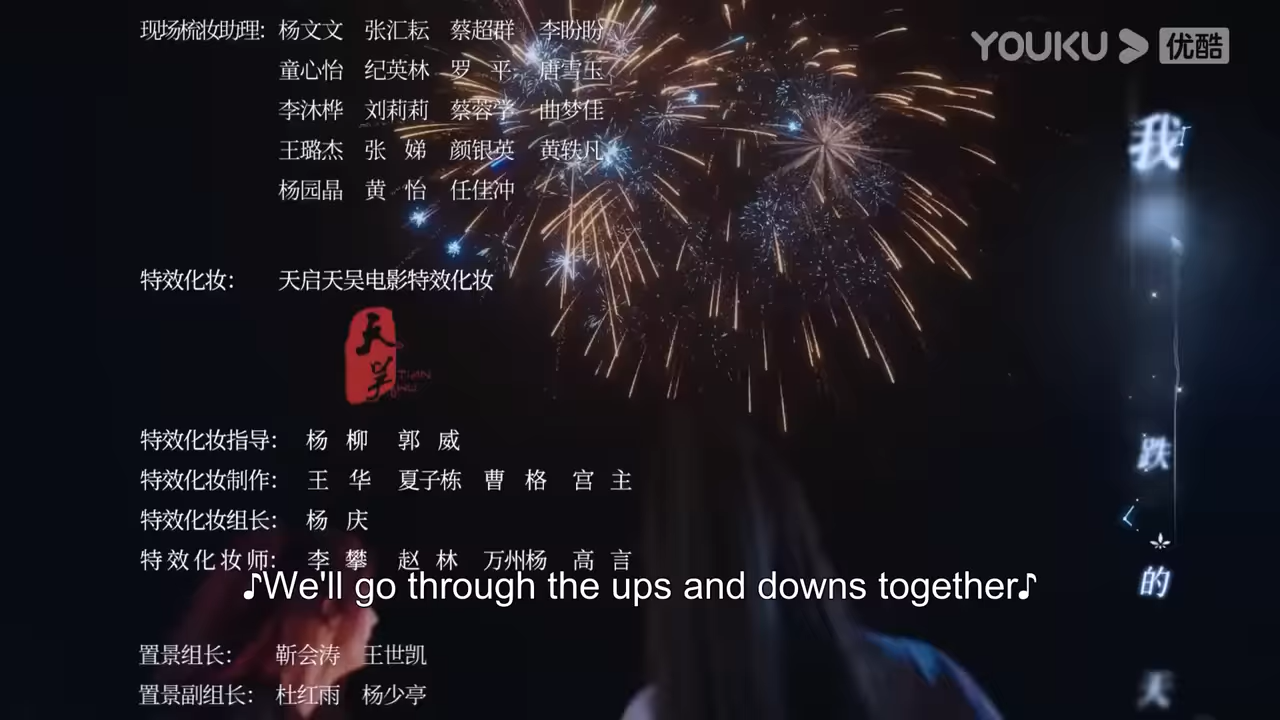 YOUKU 优酷
现场梳妆助理: 杨文文 张汇耘 蔡超群 李盼盼
童心怡 纪英林 罗 平 唐雪玉
李沐桦 刘莉莉 蔡蓉学 曲梦佳
王璐杰 张 娣 颜银英 黄轶凡
杨园晶 黄 怡 任佳冲
特效化妆: 天启天吴电影特效化妆
天吴
TIAN
WU
特效化妆指导: 杨 柳 郭 威
特效化妆制作: 王 华 夏子栋 曹 格 宫 主
特效化妆组长: 杨 庆
特效化妆师: 李 攀 赵 林 万州杨 高 言
♪We'll go through the ups and downs together♪
置景组长: 靳会涛 王世凯
置景副组长: 杜红雨 杨少亭
我
跌
的
天